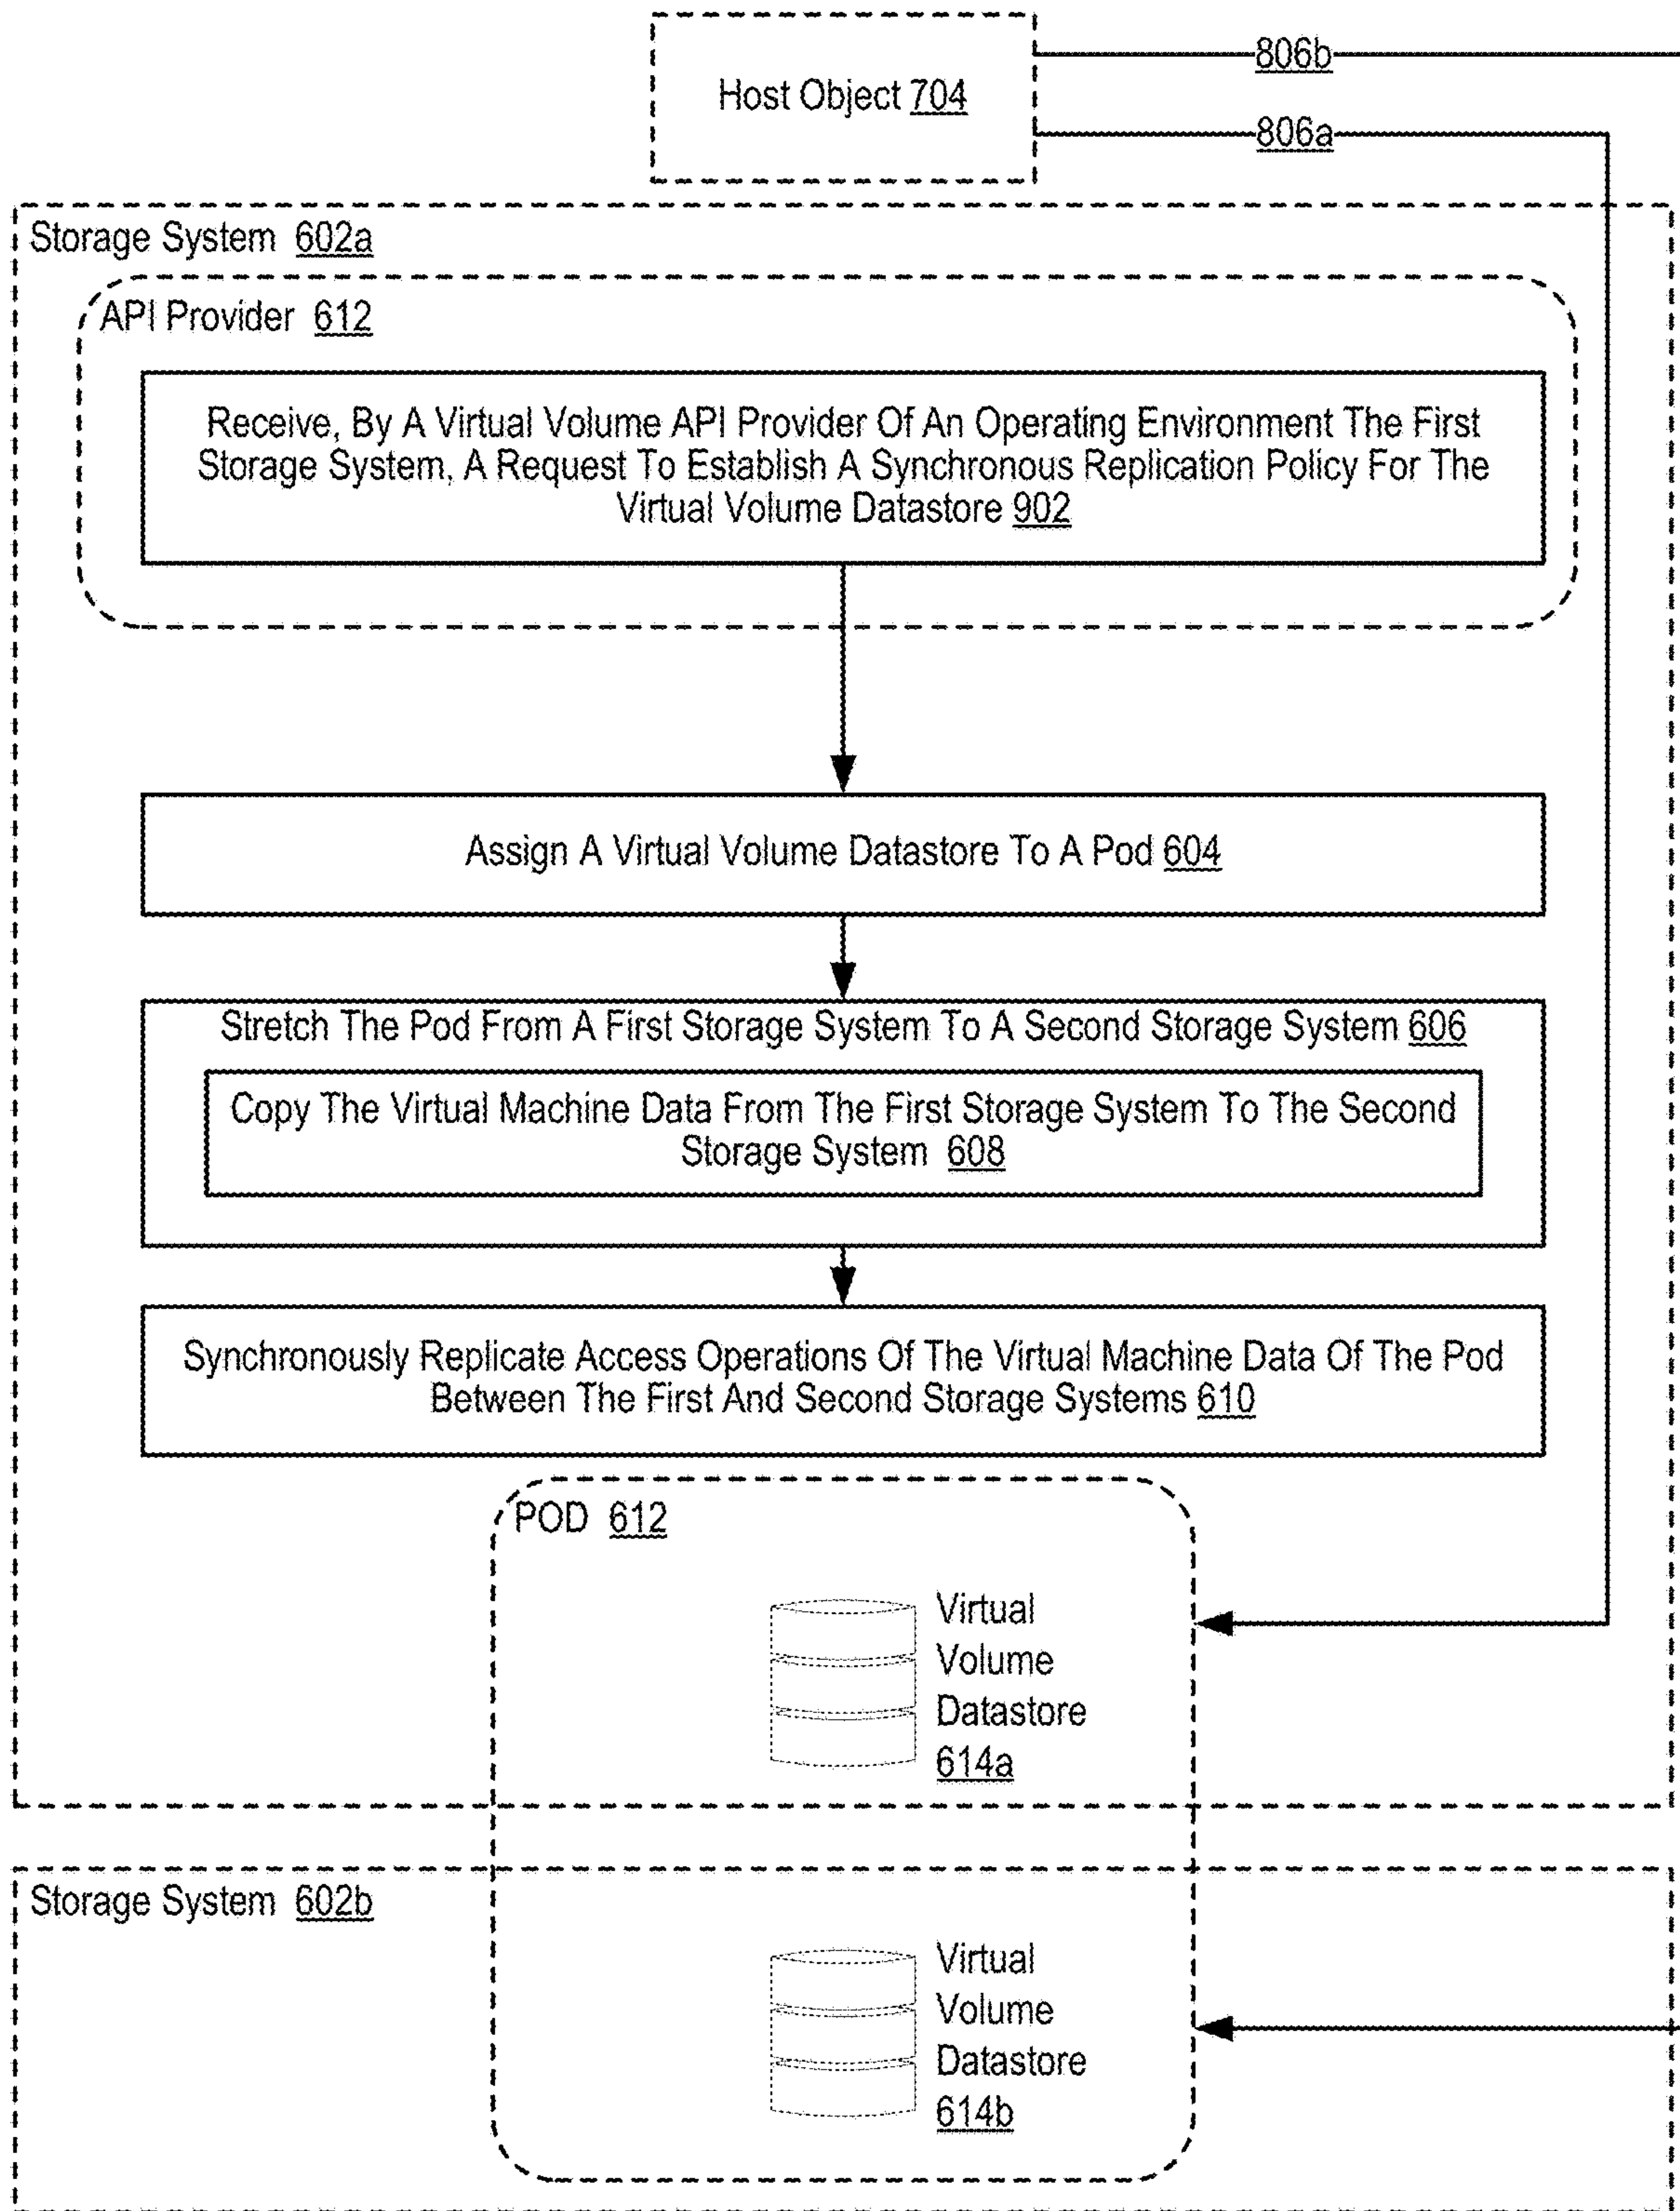 806b
Host Object 704
806a
Storage System 602a
API Provider 612
Receive, By A Virtual Volume API Provider Of An Operating Environment The First
Storage System, A Request To Establish A Synchronous Replication Policy For The
Virtual Volume Datastore 902
Assign A Virtual Volume Datastore To A Pod 604
Stretch The Pod From A First Storage System To A Second Storage System 606
Copy The Virtual Machine Data From The First Storage System To The Second
Storage System 608
Synchronously Replicate Access Operations Of The Virtual Machine Data Of The Pod
Between The First And Second Storage Systems 610
POD 612
Virtual
Volume
Datastore
614a
Storage System 602b
Virtual
Volume
Datastore
614b